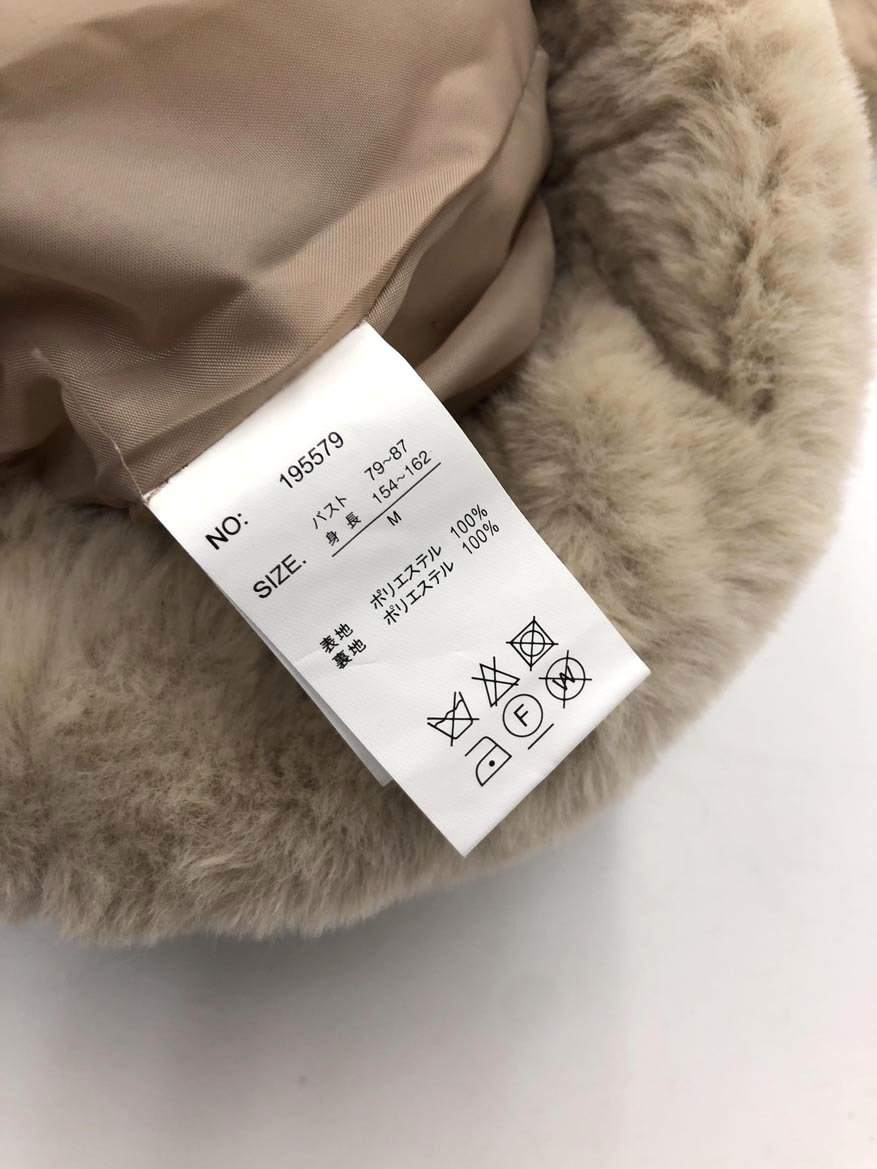 NO: 195579
SIZE. バスト 79~87
身長 154~162
M
表地 ポリエステル 100%
裏地 ポリエステル 100%
F
W